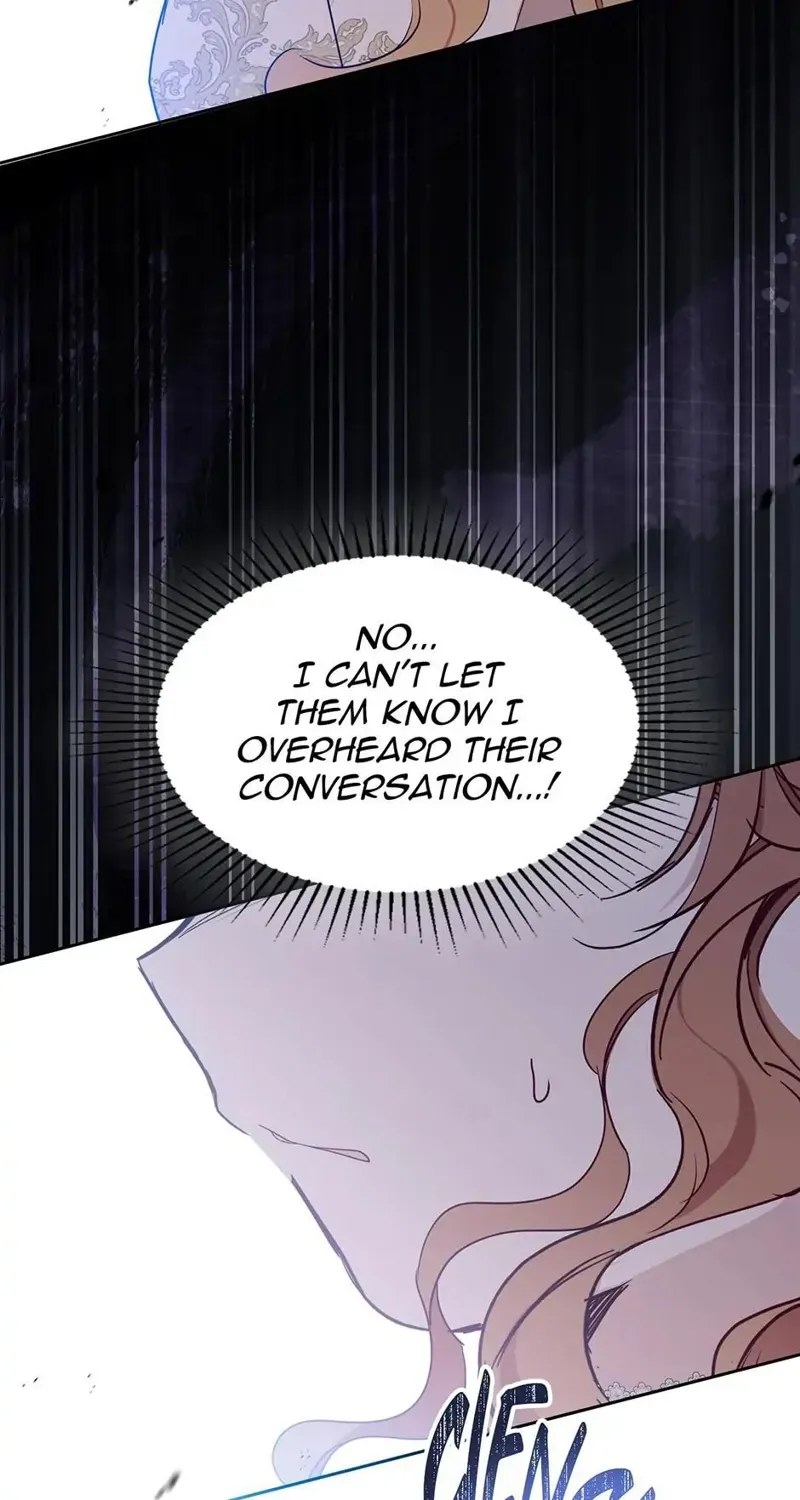 NO...
I CAN'T LET
THEM KNOW I
OVERHEARD THEIR
CONVERSATION...!